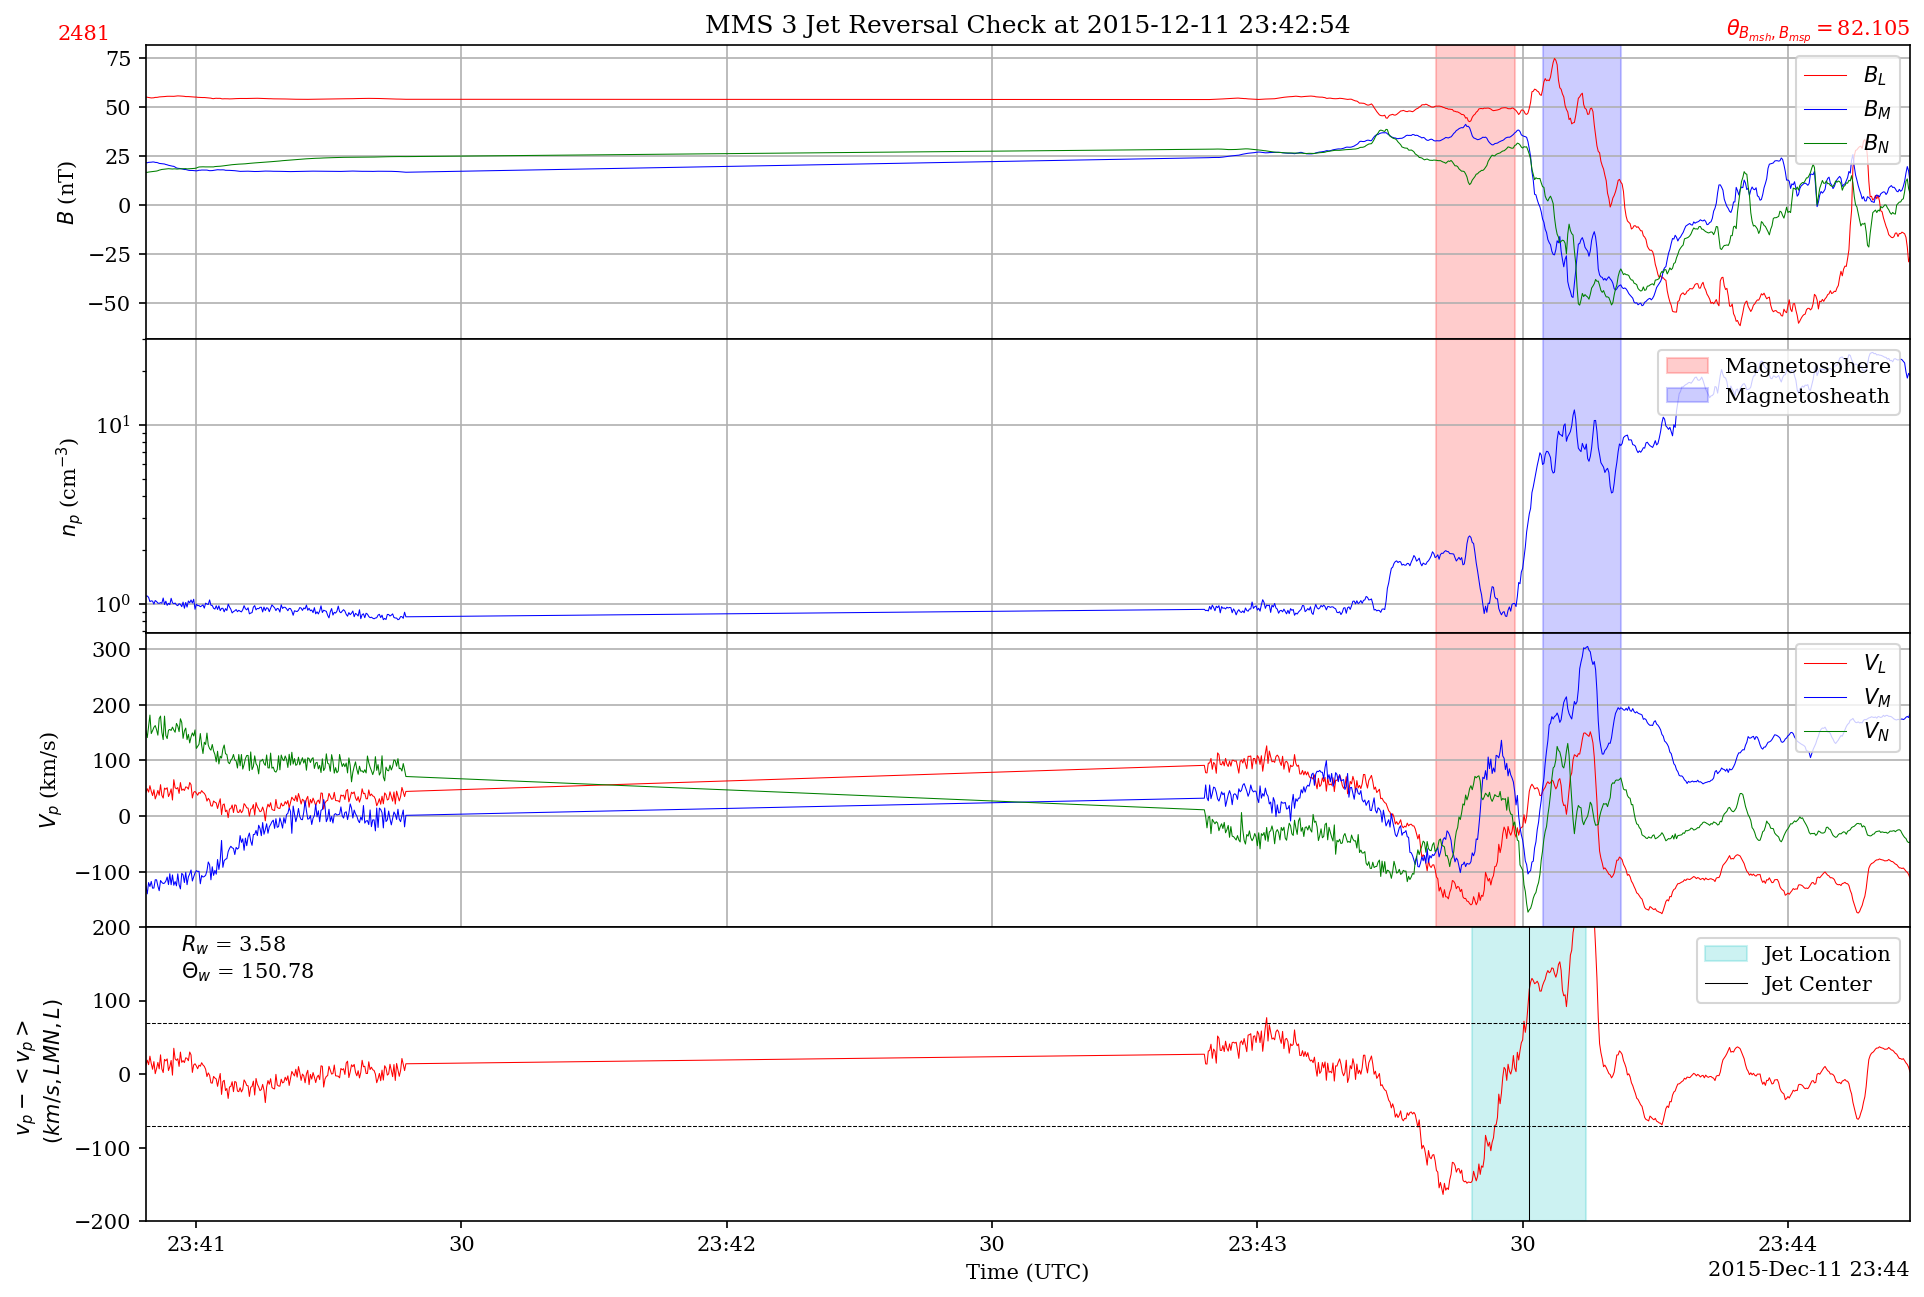 MMS 3 Jet Reversal Check at 2015-12-11 23:42:54
2481
θ_{B_{msh}, B_{msp}} = 82.105
75
50
25
0
−25
−50
B (nT)
B_L
B_M
B_N
10^1
10^0
n_p (cm^{−3})
Magnetosphere
Magnetosheath
300
200
100
0
−100
V_p (km/s)
V_L
V_M
V_N
200
100
0
−100
−200
v_p − < v_p >
(km/s, LMN, L)
R_w = 3.58
Θ_w = 150.78
Jet Location
Jet Center
23:41
30
23:42
30
23:43
30
23:44
Time (UTC)
2015-Dec-11 23:44